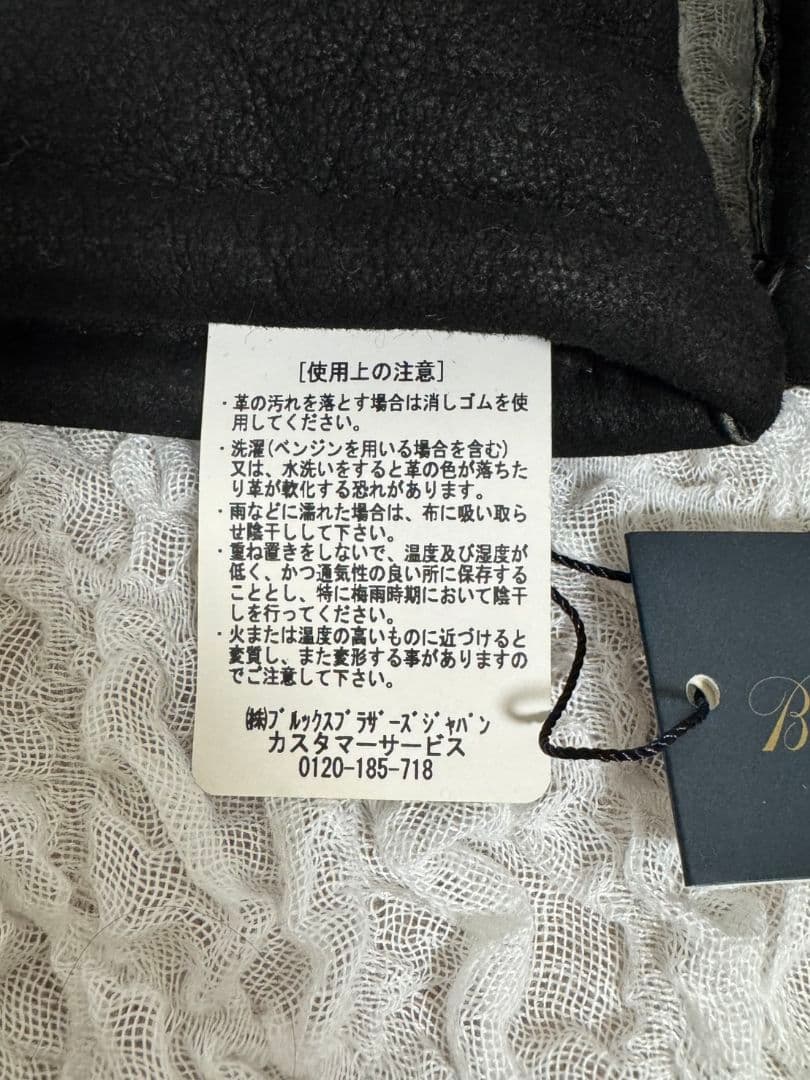 [使用上の注意]
・革の汚れを落とす場合は消しゴムを使
用してください。
・洗濯(ベンジンを用いる場合を含む)
又は、水洗いをすると革の色が落ちた
り革が軟化する恐れがあります。
・雨などに濡れた場合は、布に吸い取ら
せ陰干しして下さい。
・重ね置きをしないで、温度及び湿度が
低く、かつ通気性の良い所に保存する
こととし、特に梅雨時期において陰干
しを行ってください。
・火または温度の高いものに近づけると
変質し、また変形する事がありますの
でご注意して下さい。
㈱ブルックスブラザーズジャパン
カスタマーサービス
0120-185-718
B